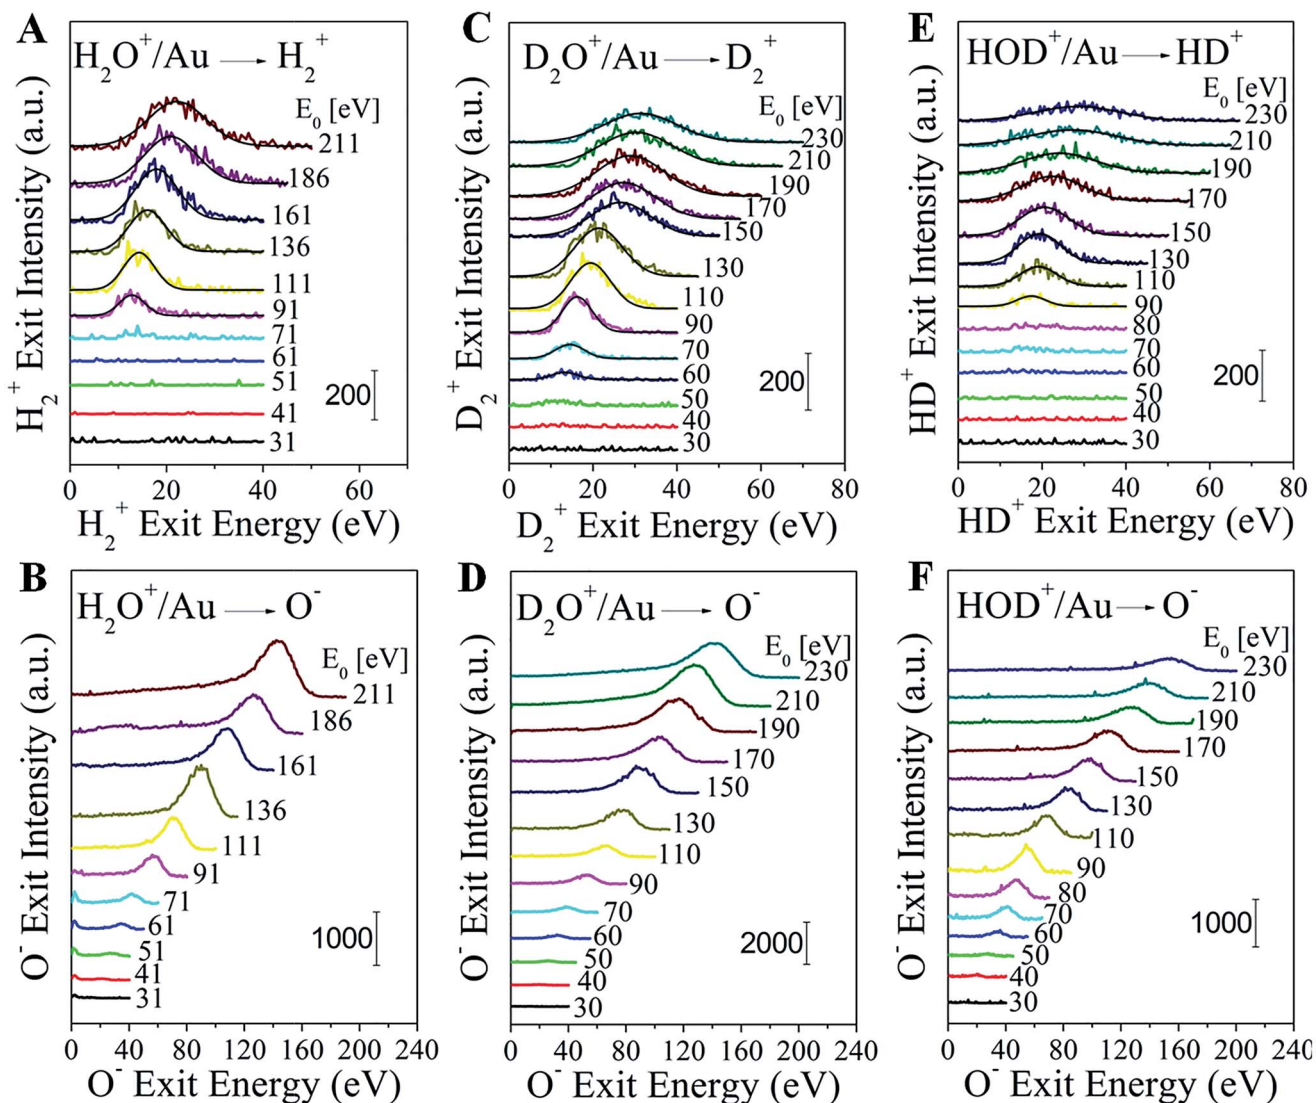 A
H₂O⁺/Au → H₂⁺
E₀ [eV]
211
186
161
136
111
91
71
61
51
41
31
200
H₂⁺ Exit Intensity (a.u.)
0 20 40 60
H₂⁺ Exit Energy (eV)
C
D₂O⁺/Au → D₂⁺
E₀ [eV]
230
210
190
170
150
130
110
90
70
60
50
40
30
200
D₂⁺ Exit Intensity (a.u.)
0 20 40 60 80
D₂⁺ Exit Energy (eV)
E
HOD⁺/Au → HD⁺
E₀ [eV]
230
210
190
170
150
130
110
90
80
70
60
50
40
30
200
HD⁺ Exit Intensity (a.u.)
0 20 40 60 80
HD⁺ Exit Energy (eV)
B
H₂O⁺/Au → O⁻
E₀ [eV]
211
186
161
136
111
91
71
61
51
41
31
1000
O⁻ Exit Intensity (a.u.)
0 40 80 120 160 200 240
O⁻ Exit Energy (eV)
D
D₂O⁺/Au → O⁻
E₀ [eV]
230
210
190
170
150
130
110
90
70
60
50
40
30
2000
O⁻ Exit Intensity (a.u.)
0 40 80 120 160 200 240
O⁻ Exit Energy (eV)
F
HOD⁺/Au → O⁻
E₀ [eV]
230
210
190
170
150
130
110
90
80
70
60
50
40
30
1000
O⁻ Exit Intensity (a.u.)
0 40 80 120 160 200 240
O⁻ Exit Energy (eV)